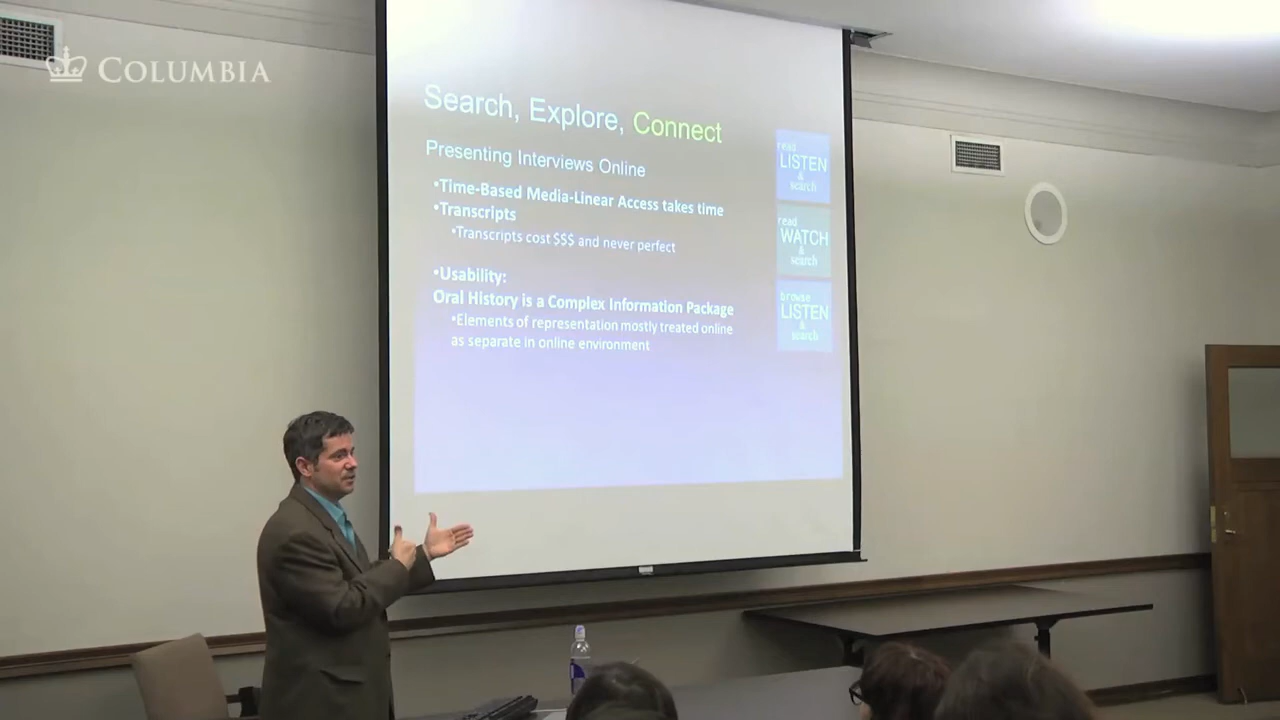 COLUMBIA
Search, Explore, Connect
Presenting Interviews Online
•Time-Based Media-Linear Access takes time
•Transcripts
•Transcripts cost $$$ and never perfect
•Usability:
Oral History is a Complex Information Package
•Elements of representation mostly treated online
as separate in online environment
read
LISTEN
&
search
read
WATCH
&
search
browse
LISTEN
&
search